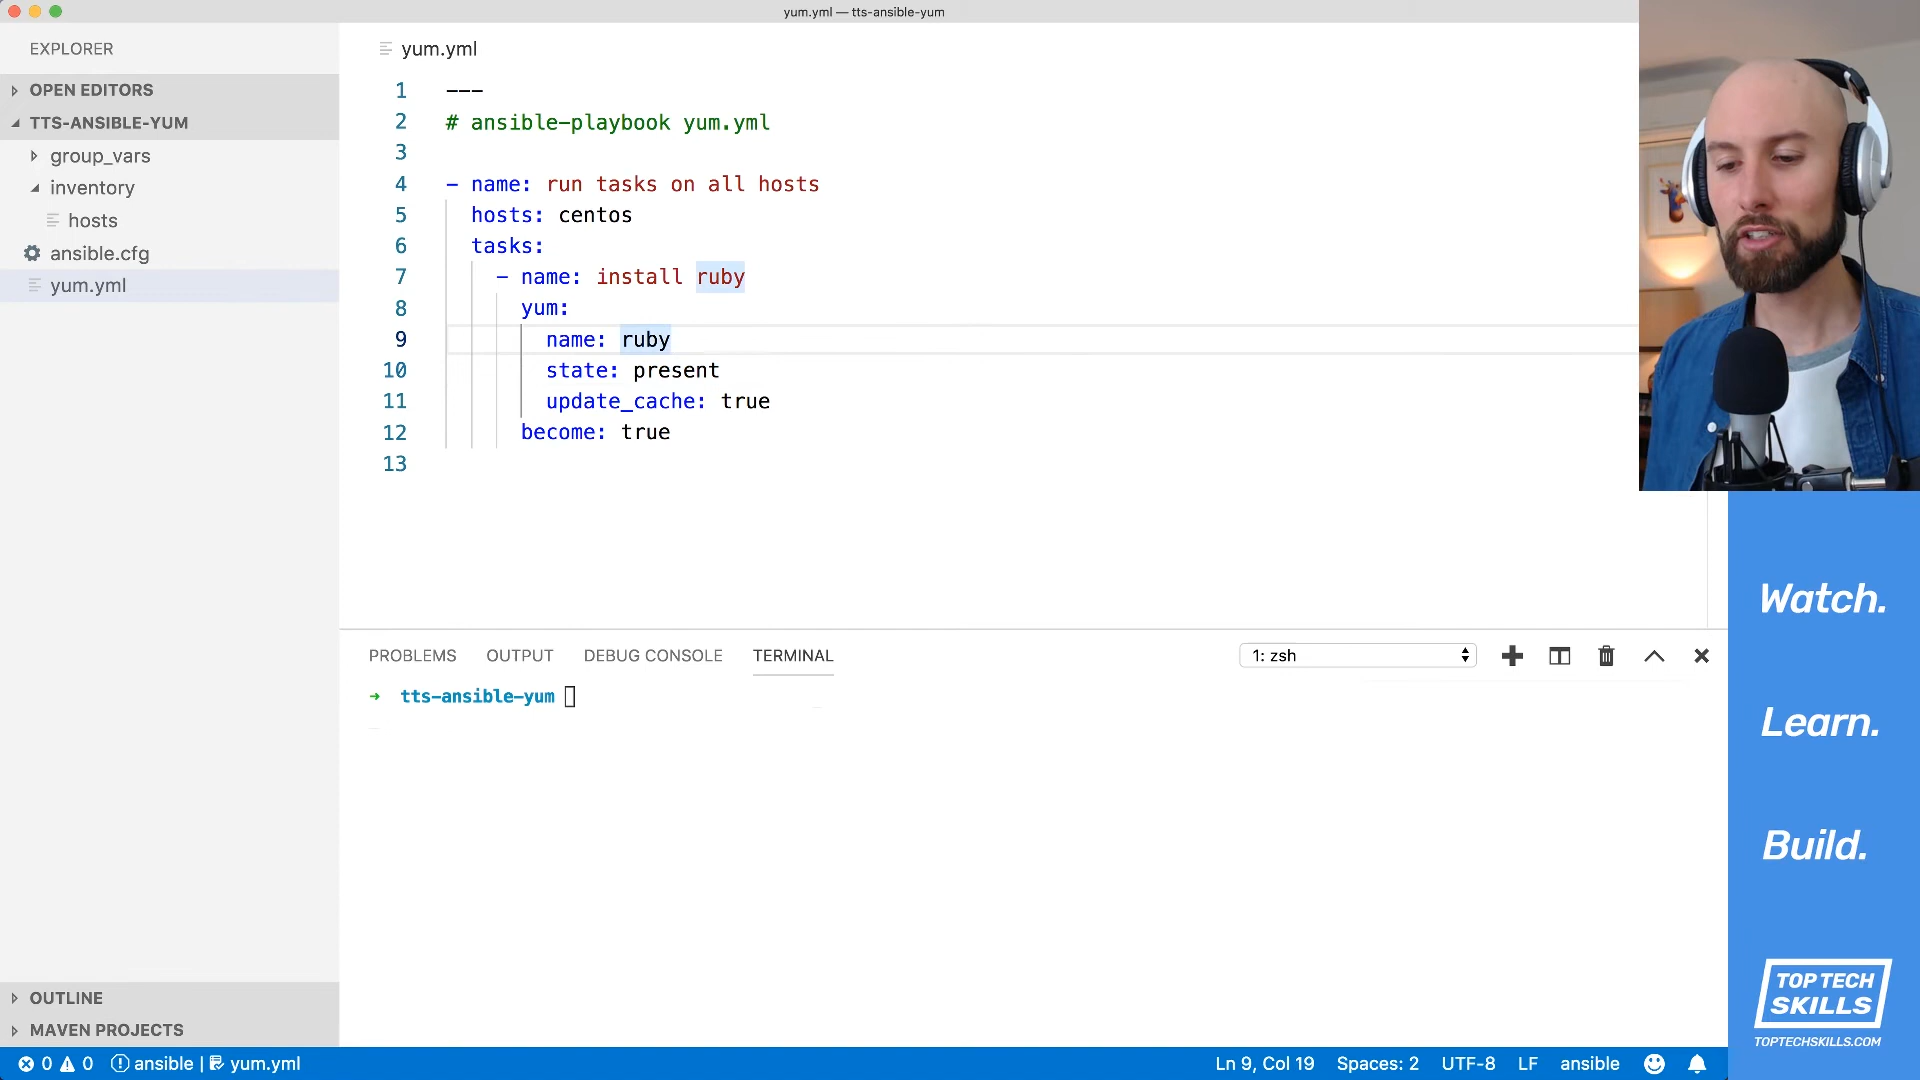 yum.yml — tts-ansible-yum
EXPLORER
OPEN EDITORS
TTS-ANSIBLE-YUM
group_vars
inventory
hosts
ansible.cfg
yum.yml
OUTLINE
MAVEN PROJECTS
yum.yml
1 ---
2 # ansible-playbook yum.yml
3
4 - name: run tasks on all hosts
5 hosts: centos
6 tasks:
7 - name: install ruby
8 yum:
9 name: ruby
10 state: present
11 update_cache: true
12 become: true
13
PROBLEMS OUTPUT DEBUG CONSOLE TERMINAL 1: zsh
→ tts-ansible-yum
Watch.
Learn.
Build.
TOP TECH
SKILLS
TOPTECHSKILLS.COM
0 0 ansible | yum.yml Ln 9, Col 19 Spaces: 2 UTF-8 LF ansible